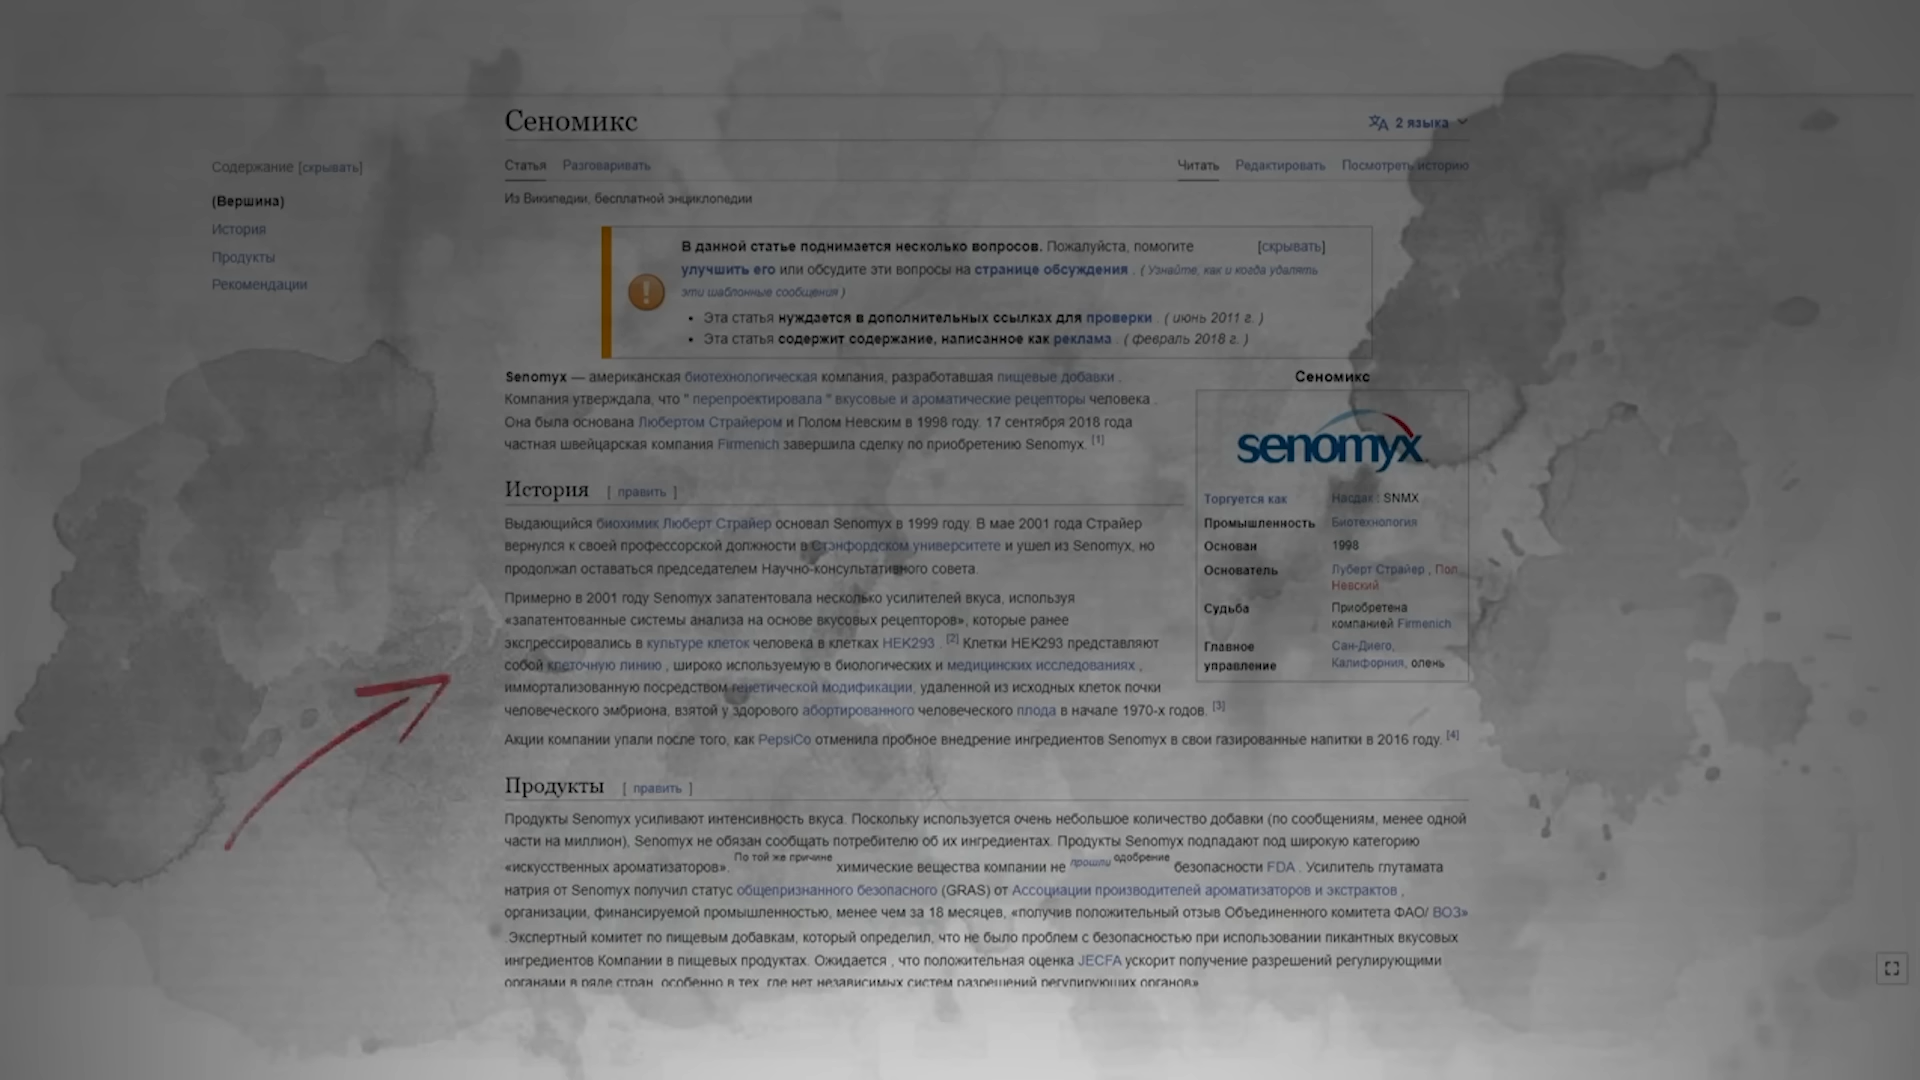 Сеномикс
2 языка
Содержание [скрывать]
(Вершина)
История
Продукты
Рекомендации
Статья Разговаривать
Читать Редактировать Посмотреть историю
Из Википедии, бесплатной энциклопедии
В данной статье поднимается несколько вопросов. Пожалуйста, помогите [скрывать]
улучшить его или обсудите эти вопросы на странице обсуждения . ( Узнайте, как и когда удалять
эти шаблонные сообщения )
• Эта статья нуждается в дополнительных ссылках для проверки . ( июнь 2011 г. )
• Эта статья содержит содержание, написанное как реклама . ( февраль 2018 г. )
Senomyx — американская биотехнологическая компания, разработавшая пищевые добавки .
Компания утверждала, что " перепроектировала " вкусовые и ароматические рецепторы человека .
Она была основана Любертом Страйером и Полом Невским в 1998 году. 17 сентября 2018 года
частная швейцарская компания Firmenich завершила сделку по приобретению Senomyx. [1]
История [ править ]
Выдающийся биохимик Люберт Страйер основал Senomyx в 1999 году. В мае 2001 года Страйер
вернулся к своей профессорской должности в Стэнфордском университете и ушел из Senomyx, но
продолжал оставаться председателем Научно-консультативного совета.
Примерно в 2001 году Senomyx запатентовала несколько усилителей вкуса, используя
«запатентованные системы анализа на основе вкусовых рецепторов», которые ранее
экспрессировались в культуре клеток человека в клетках HEK293 . [2] Клетки HEK293 представляют
собой клеточную линию , широко используемую в биологических и медицинских исследованиях ,
иммортализованную посредством генетической модификации, удаленной из исходных клеток почки
человеческого эмбриона, взятой у здорового абортированного человеческого плода в начале 1970-х годов. [3]
Акции компании упали после того, как PepsiCo отменила пробное внедрение ингредиентов Senomyx в свои газированные напитки в 2016 году. [4]
Сеномикс
senomyx
Торгуется как Насдак : SNMX
Промышленность Биотехнология
Основан 1998
Основатель Луберт Страйер , Пол
Невский
Судьба Приобретена
компанией Firmenich
Главное Сан-Диего,
управление Калифорния, олень
Продукты [ править ]
Продукты Senomyx усиливают интенсивность вкуса. Поскольку используется очень небольшое количество добавки (по сообщениям, менее одной
части на миллион), Senomyx не обязан сообщать потребителю об их ингредиентах. Продукты Senomyx подпадают под широкую категорию
«искусственных ароматизаторов». По той же причине химические вещества компании не прошли одобрение безопасности FDA . Усилитель глутамата
натрия от Senomyx получил статус общепризнанного безопасного (GRAS) от Ассоциации производителей ароматизаторов и экстрактов ,
организации, финансируемой промышленностью, менее чем за 18 месяцев, «получив положительный отзыв Объединенного комитета ФАО/ ВОЗ»
.Экспертный комитет по пищевым добавкам, который определил, что не было проблем с безопасностью при использовании пикантных вкусовых
ингредиентов Компании в пищевых продуктах. Ожидается , что положительная оценка JECFA ускорит получение разрешений регулирующими
органами в ряде стран, особенно в тех, где нет независимых систем разрешений регулирующих органов»